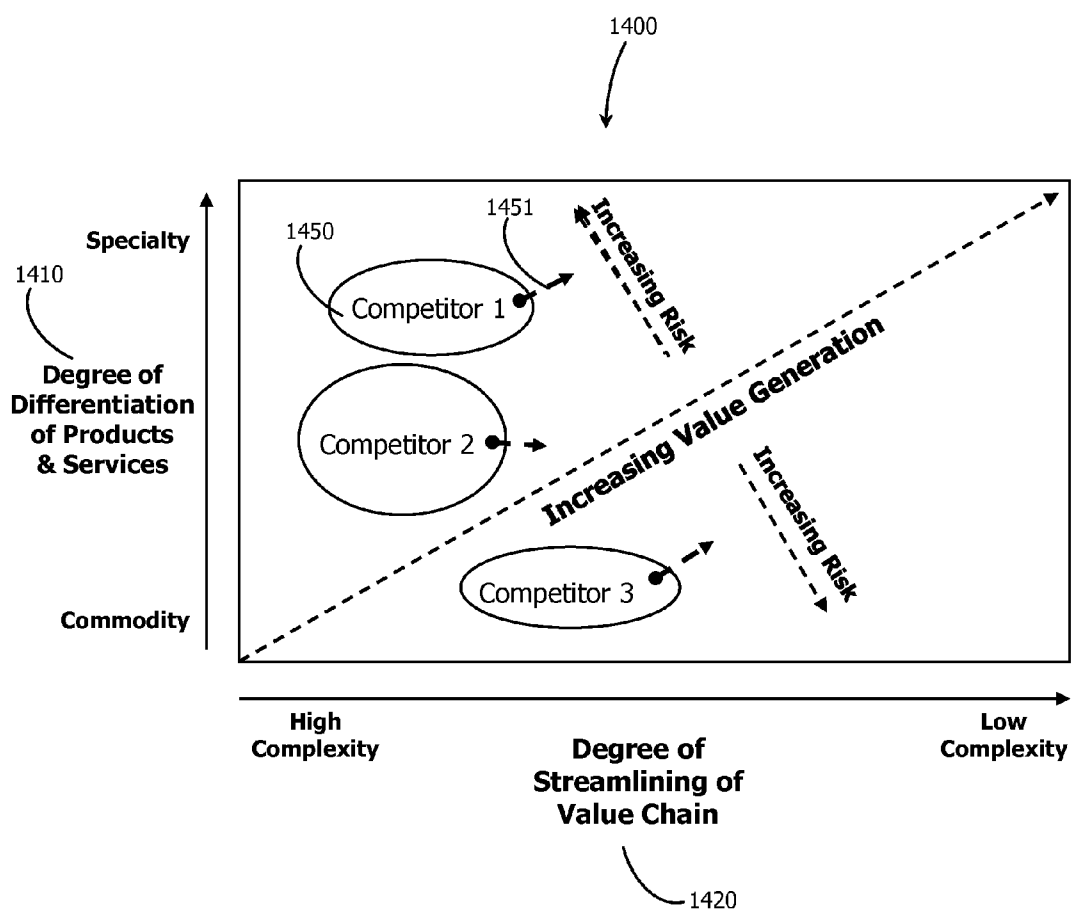 1400
1451
1450
Increasing Risk
Specialty
1410
Competitor 1
Degree of
Differentiation
of Products
& Services
Competitor 2
Increasing Value Generation
Increasing Risk
Competitor 3
Commodity
High
Complexity
Low
Complexity
Degree of
Streamlining of
Value Chain
1420